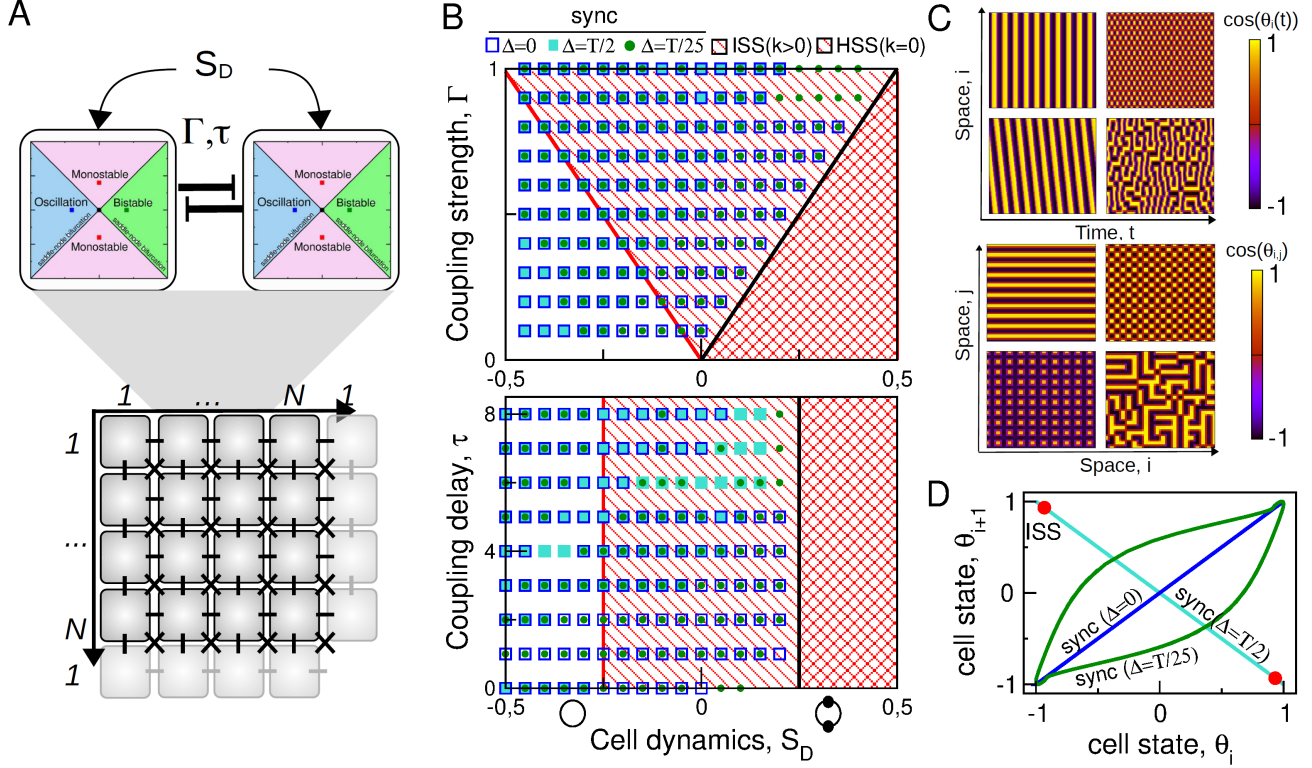 A
S_D
Γ,τ
Monostable
Oscillation
Bistable
saddle-node bifurcation
saddle-node bifurcation
Monostable
Monostable
Oscillation
Bistable
saddle-node bifurcation
saddle-node bifurcation
Monostable
1 ... N 1
1
...
N
1
B
sync
Δ=0 Δ=T/2 Δ=T/25 ISS(k>0) HSS(k=0)
Coupling strength, Γ
1
0
-0,5 0 0,5
Coupling delay, τ
8
4
0
-0,5 0 0,5
Cell dynamics, S_D
C
cos(θ_i(t))
1
-1
Space, i
Time, t
cos(θ_i,j)
1
-1
Space, j
Space, i
D
1
0
-1
-1 0 1
cell state, θ_i+1
cell state, θ_i
ISS
sync (Δ=0)
sync(Δ=T/2)
sync (Δ=T/25)